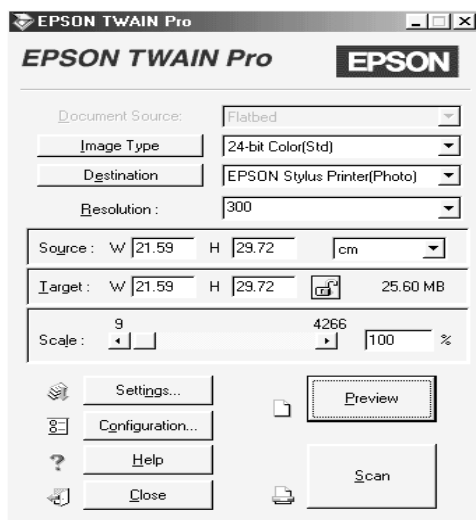 EPSON TWAIN Pro
EPSON TWAIN Pro EPSON
Document Source: Flatbed
Image Type 24-bit Color(Std)
Destination EPSON Stylus Printer(Photo)
Resolution : 300
Source : W 21.59 H 29.72 cm
Target : W 21.59 H 29.72 25.60 MB
9 4266
Scale : 100 %
Settings...
Preview
Configuration...
? Help
Scan
Close